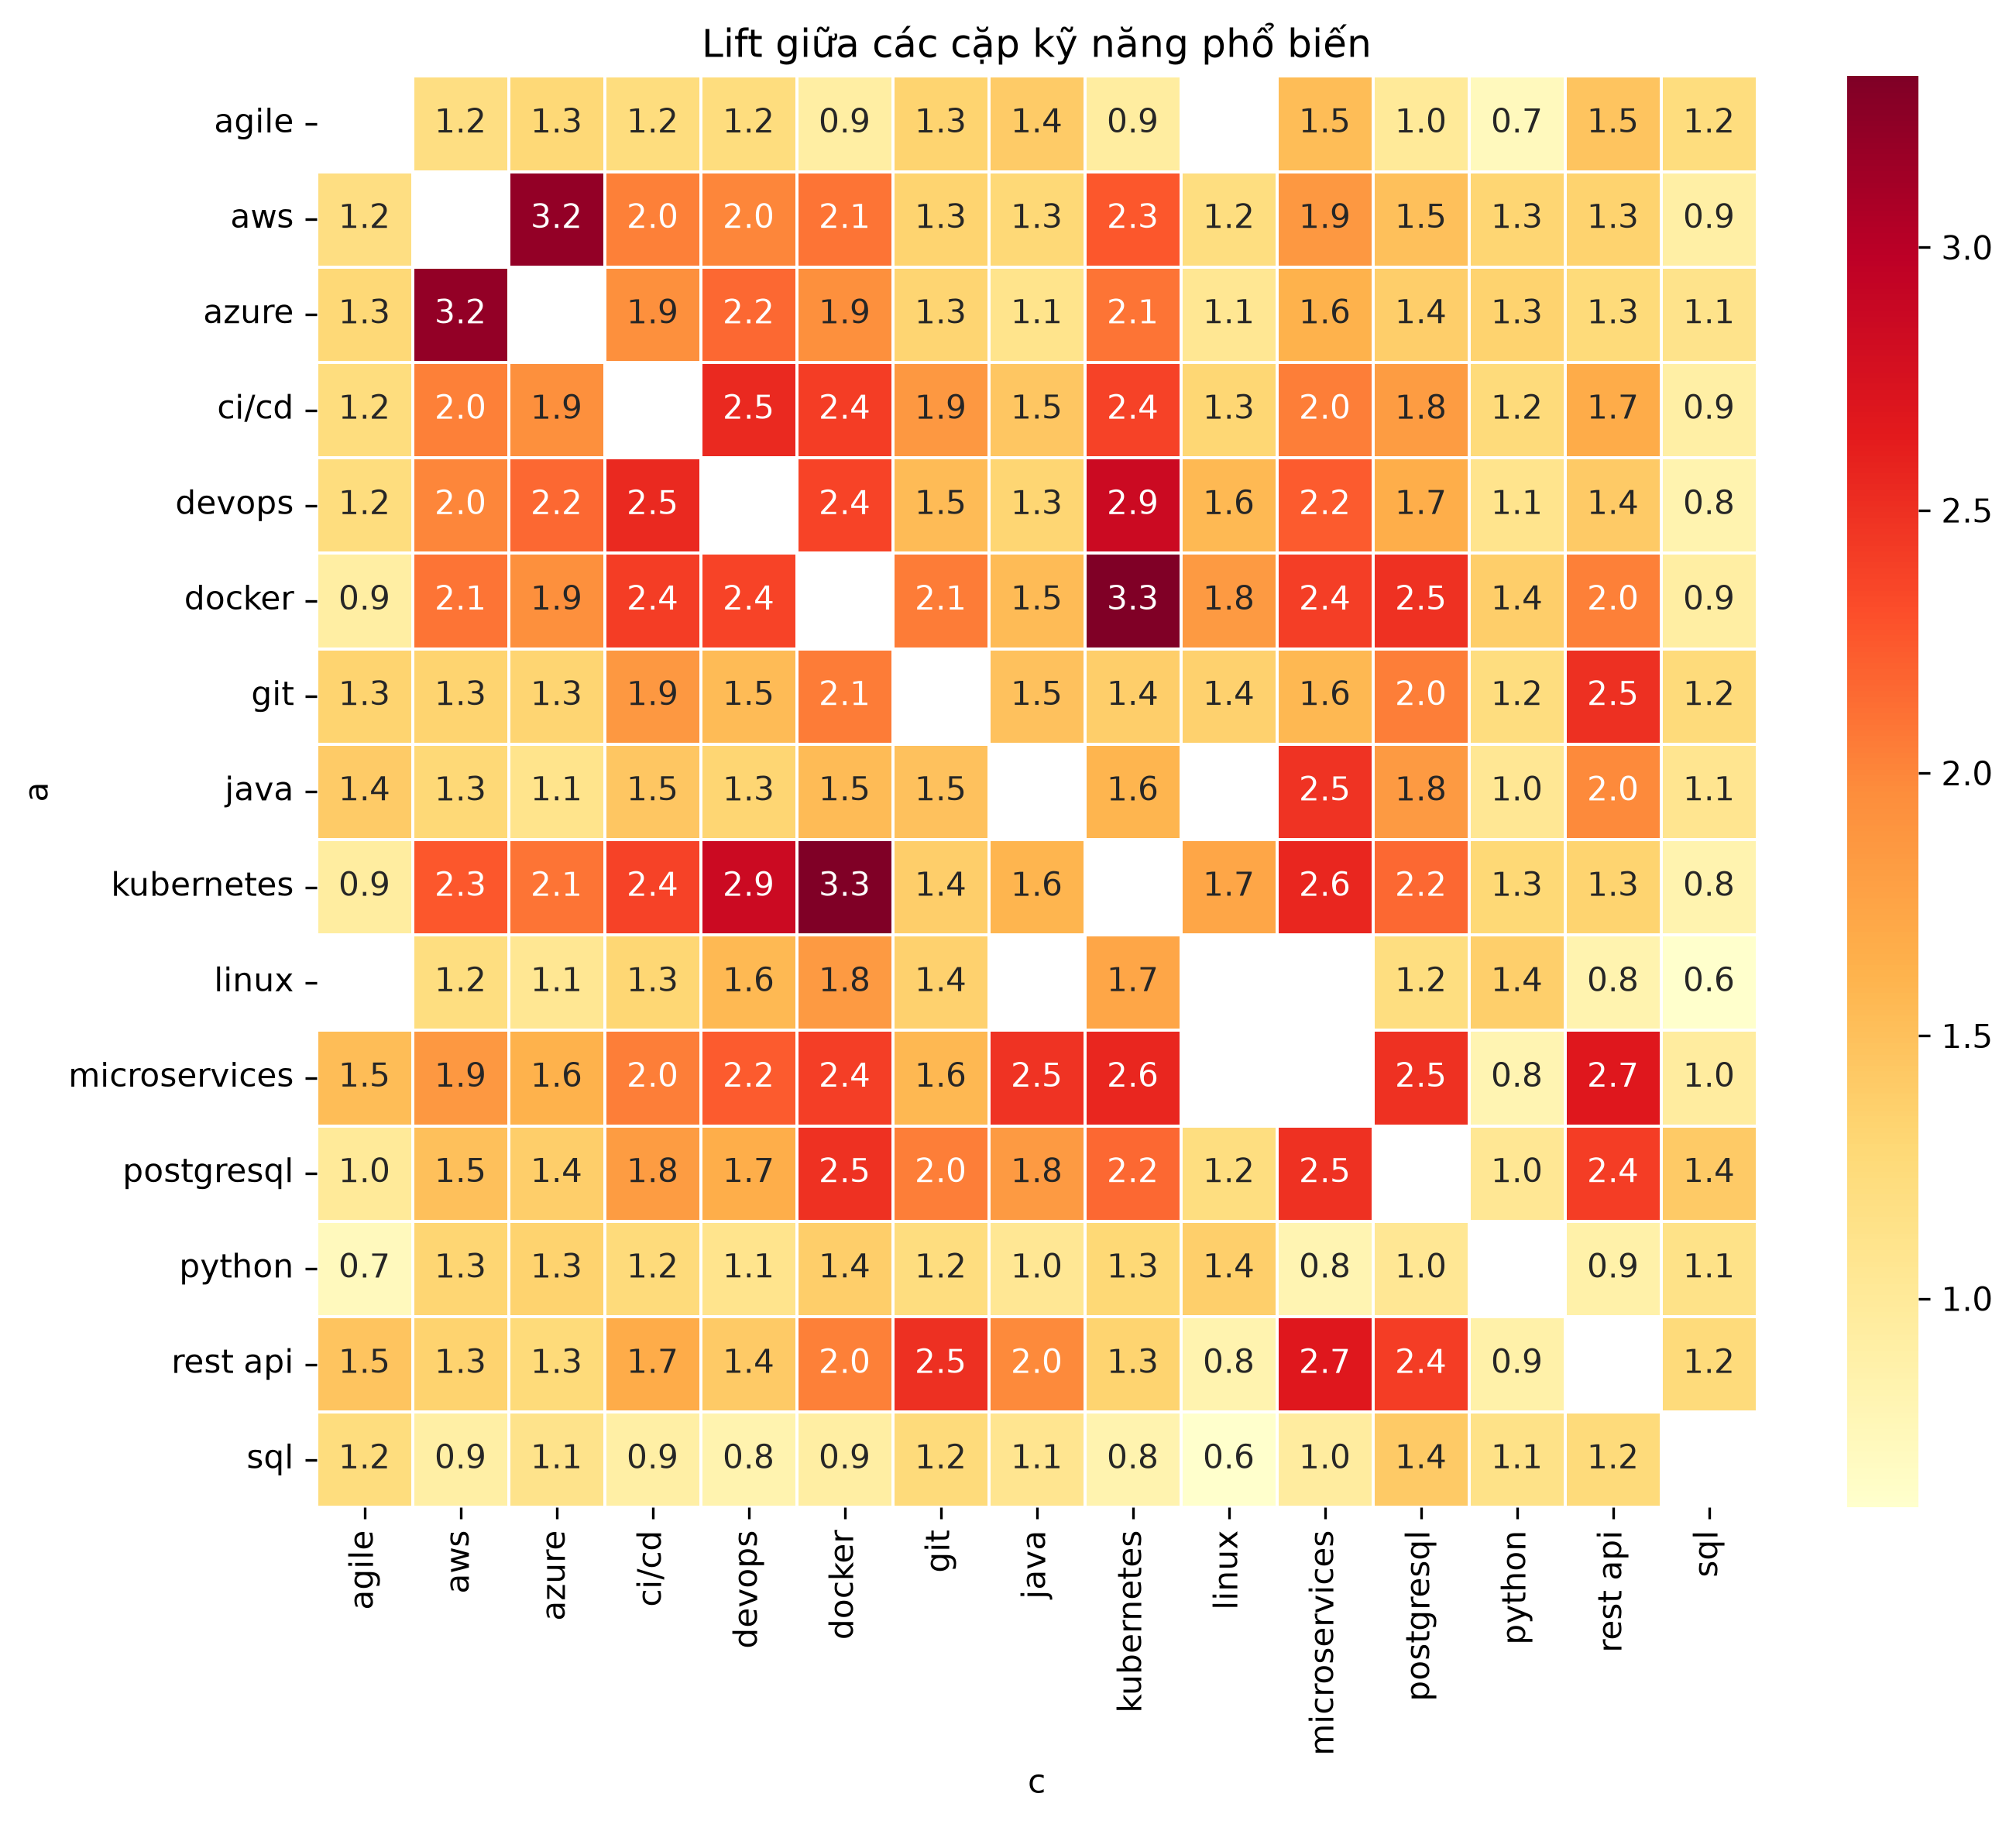 Lift giữa các cặp kỹ năng phổ biến
agile 1.2 1.3 1.2 1.2 0.9 1.3 1.4 0.9 1.5 1.0 0.7 1.5 1.2
aws 1.2 3.2 2.0 2.0 2.1 1.3 1.3 2.3 1.2 1.9 1.5 1.3 1.3 0.9
azure 1.3 3.2 1.9 2.2 1.9 1.3 1.1 2.1 1.1 1.6 1.4 1.3 1.3 1.1
ci/cd 1.2 2.0 1.9 2.5 2.4 1.9 1.5 2.4 1.3 2.0 1.8 1.2 1.7 0.9
devops 1.2 2.0 2.2 2.5 2.4 1.5 1.3 2.9 1.6 2.2 1.7 1.1 1.4 0.8
docker 0.9 2.1 1.9 2.4 2.4 2.1 1.5 3.3 1.8 2.4 2.5 1.4 2.0 0.9
git 1.3 1.3 1.3 1.9 1.5 2.1 1.5 1.4 1.4 1.6 2.0 1.2 2.5 1.2
java 1.4 1.3 1.1 1.5 1.3 1.5 1.5 1.6 2.5 1.8 1.0 2.0 1.1
kubernetes 0.9 2.3 2.1 2.4 2.9 3.3 1.4 1.6 1.7 2.6 2.2 1.3 1.3 0.8
linux 1.2 1.1 1.3 1.6 1.8 1.4 1.7 1.2 1.4 0.8 0.6
microservices 1.5 1.9 1.6 2.0 2.2 2.4 1.6 2.5 2.6 2.5 0.8 2.7 1.0
postgresql 1.0 1.5 1.4 1.8 1.7 2.5 2.0 1.8 2.2 1.2 2.5 1.0 2.4 1.4
python 0.7 1.3 1.3 1.2 1.1 1.4 1.2 1.0 1.3 1.4 0.8 1.0 0.9 1.1
rest api 1.5 1.3 1.3 1.7 1.4 2.0 2.5 2.0 1.3 0.8 2.7 2.4 0.9 1.2
sql 1.2 0.9 1.1 0.9 0.8 0.9 1.2 1.1 0.8 0.6 1.0 1.4 1.1 1.2
a
agile aws azure ci/cd devops docker git java kubernetes linux microservices postgresql python rest api sql
c
3.0
2.5
2.0
1.5
1.0